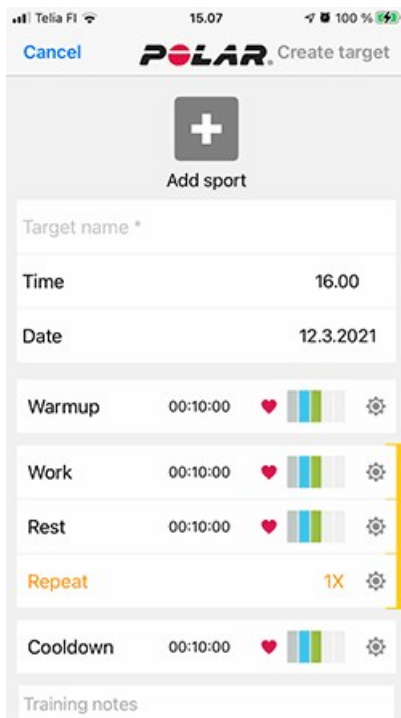 Telia FI 15.07 100 %
Cancel POLAR. Create target
Add sport
Target name *
Time 16.00
Date 12.3.2021
Warmup 00:10:00
Work 00:10:00
Rest 00:10:00
Repeat 1X
Cooldown 00:10:00
Training notes